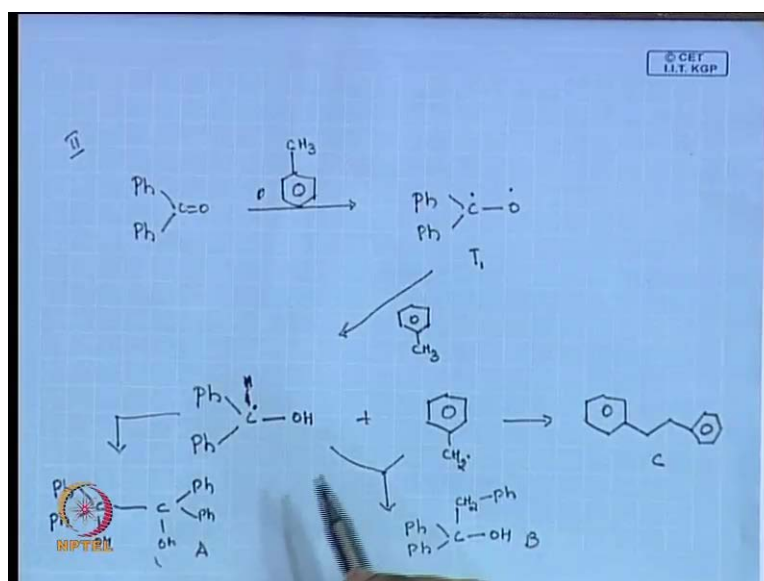 © CET
I.I.T. KGP
II
CH3
Ph
C=O
Ph
Ph
Ċ — Ȯ
Ph
T1
CH3
Ph
Ċ — OH
Ph
+
CH2·
C
Ph
Ph
C — C
Ph
Ph
OH
OH
A
CH2-Ph
Ph
Ph
C — OH
B
NPTEL